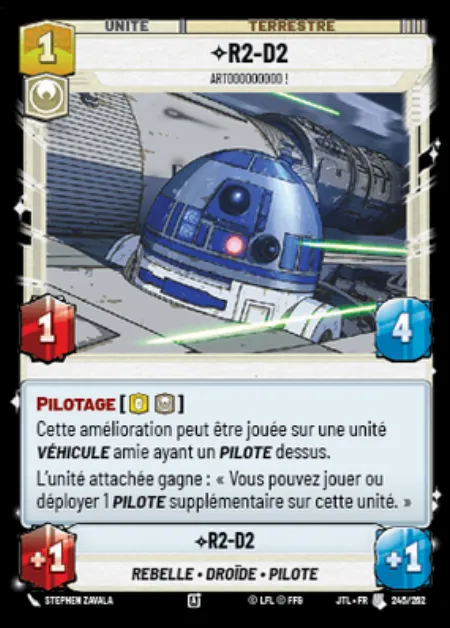 UNITÉ TERRESTRE
1
✧R2-D2
ARTOOOOOOOOO !
1
4
PILOTAGE [ ]
Cette amélioration peut être jouée sur une unité
VÉHICULE amie ayant un PILOTE dessus.
L'unité attachée gagne : « Vous pouvez jouer ou
déployer 1 PILOTE supplémentaire sur cette unité. »
+1
✧R2-D2
+1
REBELLE • DROÏDE • PILOTE
STEPHEN ZAVALA
© LFL © FFG
JTL • FR
245/262